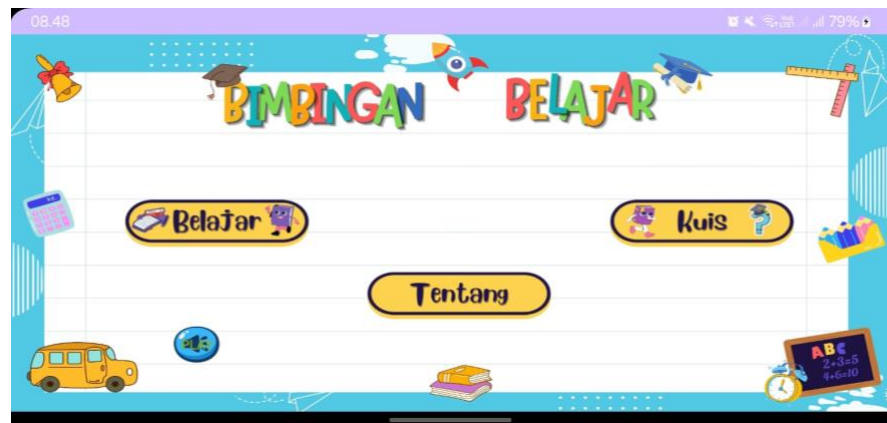 08.48
79%
BIMBINGAN BELAJAR
Belajar
Kuis
Tentang
ABC
2+3=5
4+6=10